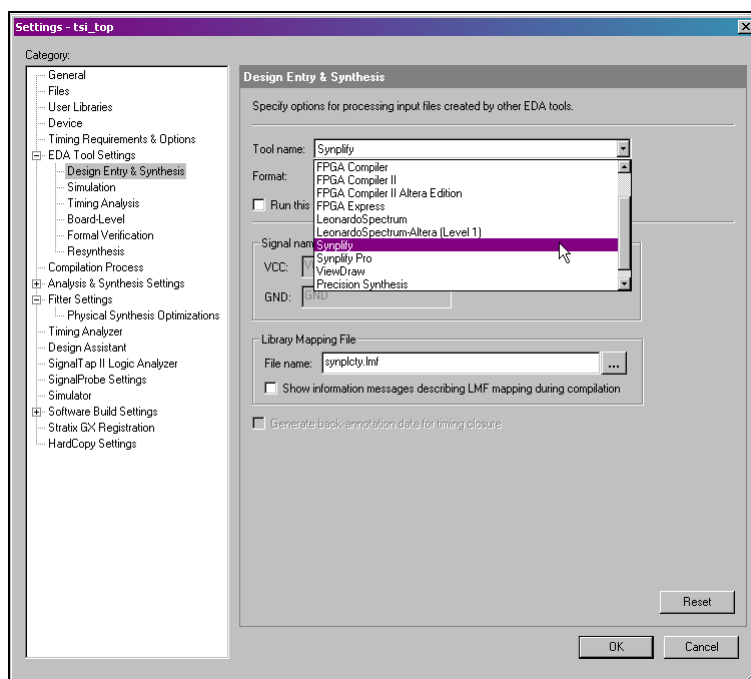 Settings - tsi_top
Category:
General
Files
User Libraries
Device
Timing Requirements & Options
EDA Tool Settings
Design Entry & Synthesis
Simulation
Timing Analysis
Board-Level
Formal Verification
Resynthesis
Compilation Process
Analysis & Synthesis Settings
Fitter Settings
Physical Synthesis Optimizations
Timing Analyzer
Design Assistant
SignalTap II Logic Analyzer
SignalProbe Settings
Simulator
Software Build Settings
Stratix GX Registration
HardCopy Settings
Design Entry & Synthesis
Specify options for processing input files created by other EDA tools.
Tool name: Synplify
FPGA Compiler
Format: FPGA Compiler II
FPGA Compiler II Altera Edition
Run this FPGA Express
LeonardoSpectrum
LeonardoSpectrum-Altera (Level 1)
Signal nam Synplify
Synplify Pro
VCC: ViewDraw
Precision Synthesis
GND: GND
Library Mapping File
File name: synplcty.lmf ...
Show information messages describing LMF mapping during compilation
Generate back-annotation data for timing closure
Reset
OK Cancel